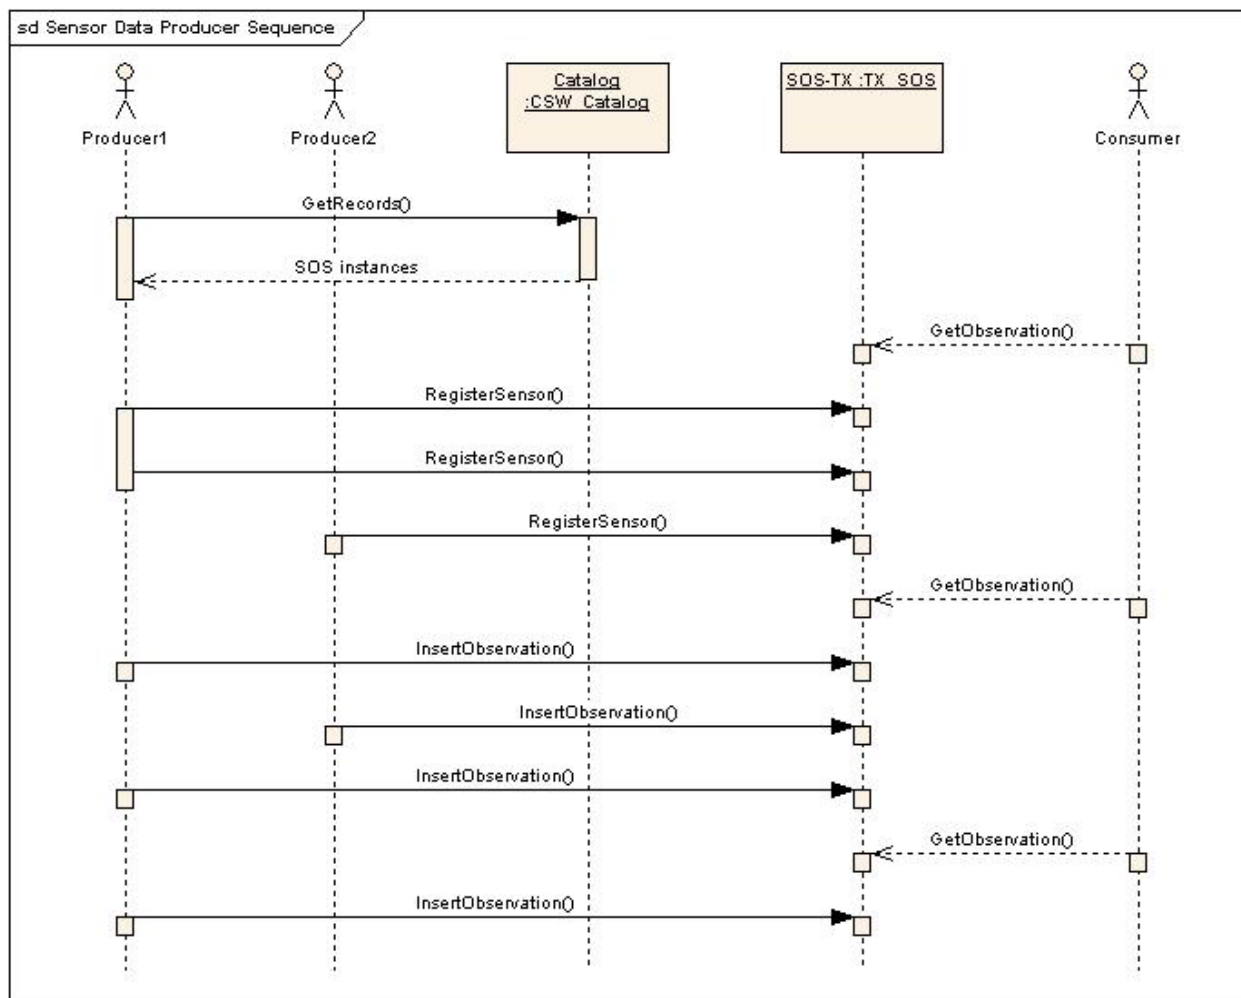 sd Sensor Data Producer Sequence
Producer1
Producer2
Catalog
:CSW_Catalog
SOS-TX :TX_SOS
Consumer
GetRecords()
SOS instances
GetObservation()
RegisterSensor()
RegisterSensor()
RegisterSensor()
GetObservation()
InsertObservation()
InsertObservation()
InsertObservation()
GetObservation()
InsertObservation()